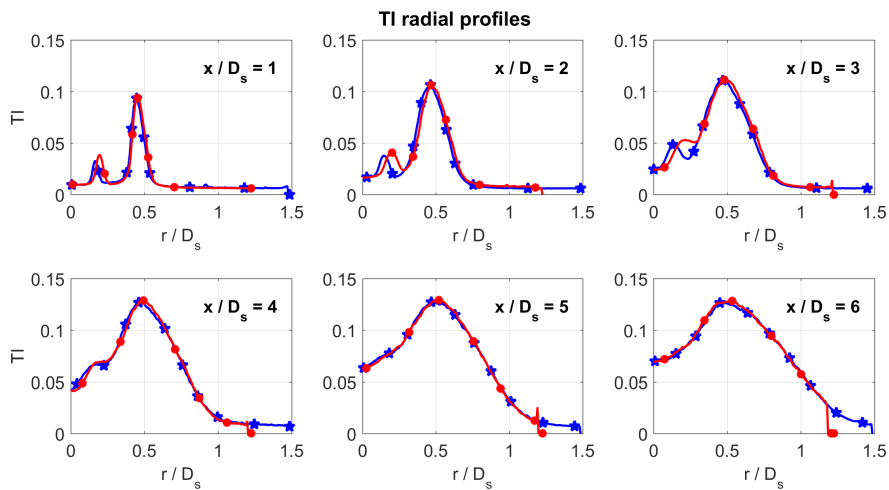 TI radial profiles
0.15
0.1
0.05
0
TI
x / Ds = 1
0 0.5 1 1.5
r / Ds
0.15
0.1
0.05
0
x / Ds = 2
0 0.5 1 1.5
r / Ds
0.15
0.1
0.05
0
x / Ds = 3
0 0.5 1 1.5
r / Ds
0.15
0.1
0.05
0
TI
x / Ds = 4
0 0.5 1 1.5
r / Ds
0.15
0.1
0.05
0
x / Ds = 5
0 0.5 1 1.5
r / Ds
0.15
0.1
0.05
0
x / Ds = 6
0 0.5 1 1.5
r / Ds